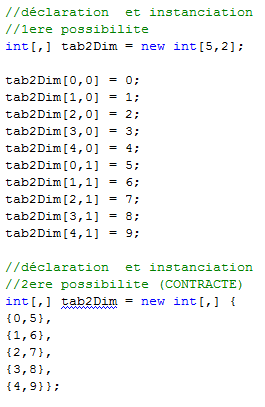 //déclaration  et instanciation
//1ere possibilite
int[,] tab2Dim = new int[5,2];
tab2Dim[0,0] = 0;
tab2Dim[1,0] = 1;
tab2Dim[2,0] = 2;
tab2Dim[3,0] = 3;
tab2Dim[4,0] = 4;
tab2Dim[0,1] = 5;
tab2Dim[1,1] = 6;
tab2Dim[2,1] = 7;
tab2Dim[3,1] = 8;
tab2Dim[4,1] = 9;
//déclaration  et instanciation
//2ere possibilite (CONTRACTE)
int[,] tab2Dim = new int[,] {
{0,5},
{1,6},
{2,7},
{3,8},
{4,9}};